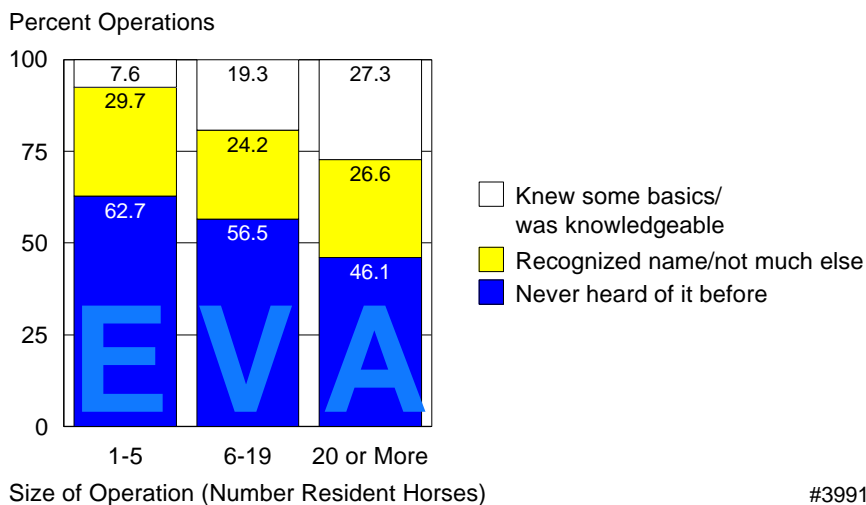 Percent Operations
100
7.6 19.3 27.3
29.7
75
24.2
26.6
Knew some basics/
was knowledgeable
62.7
56.5
50
Recognized name/not much else
46.1
Never heard of it before
25
E V A
0
1-5 6-19 20 or More
Size of Operation (Number Resident Horses) #3991